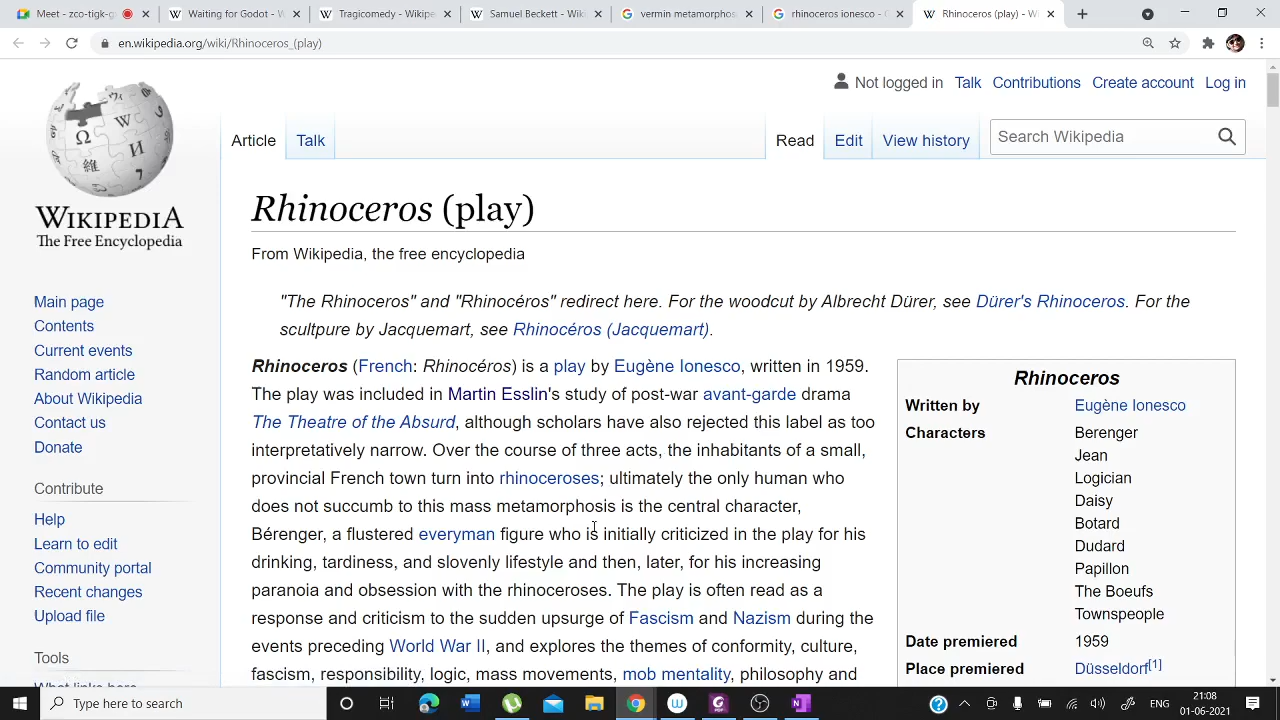 Meet - zco-tigk-g
Waiting for Godot - W
Tragicomedy - Wikipe
Samuel Beckett - Wiki
vermin metamorphos
rhinoceros ionesco - G
Rhinoceros (play) - Wi
en.wikipedia.org/wiki/Rhinoceros_(play)
Not logged in Talk Contributions Create account Log in
Article Talk Read Edit View history Search Wikipedia
WIKIPEDIA
The Free Encyclopedia
Main page
Contents
Current events
Random article
About Wikipedia
Contact us
Donate
Contribute
Help
Learn to edit
Community portal
Recent changes
Upload file
Tools
What links here
Rhinoceros (play)
From Wikipedia, the free encyclopedia
"The Rhinoceros" and "Rhinocéros" redirect here. For the woodcut by Albrecht Dürer, see Dürer's Rhinoceros. For the
sculpture by Jacquemart, see Rhinocéros (Jacquemart).
Rhinoceros (French: Rhinocéros) is a play by Eugène Ionesco, written in 1959.
The play was included in Martin Esslin's study of post-war avant-garde drama
The Theatre of the Absurd, although scholars have also rejected this label as too
interpretatively narrow. Over the course of three acts, the inhabitants of a small,
provincial French town turn into rhinoceroses; ultimately the only human who
does not succumb to this mass metamorphosis is the central character,
Bérenger, a flustered everyman figure who is initially criticized in the play for his
drinking, tardiness, and slovenly lifestyle and then, later, for his increasing
paranoia and obsession with the rhinoceroses. The play is often read as a
response and criticism to the sudden upsurge of Fascism and Nazism during the
events preceding World War II, and explores the themes of conformity, culture,
fascism, responsibility, logic, mass movements, mob mentality, philosophy and
Rhinoceros
Written by Eugène Ionesco
Characters Berenger
Jean
Logician
Daisy
Botard
Dudard
Papillon
The Boeufs
Townspeople
Date premiered 1959
Place premiered Düsseldorf[1]
Type here to search
ENG
21:08
01-06-2021